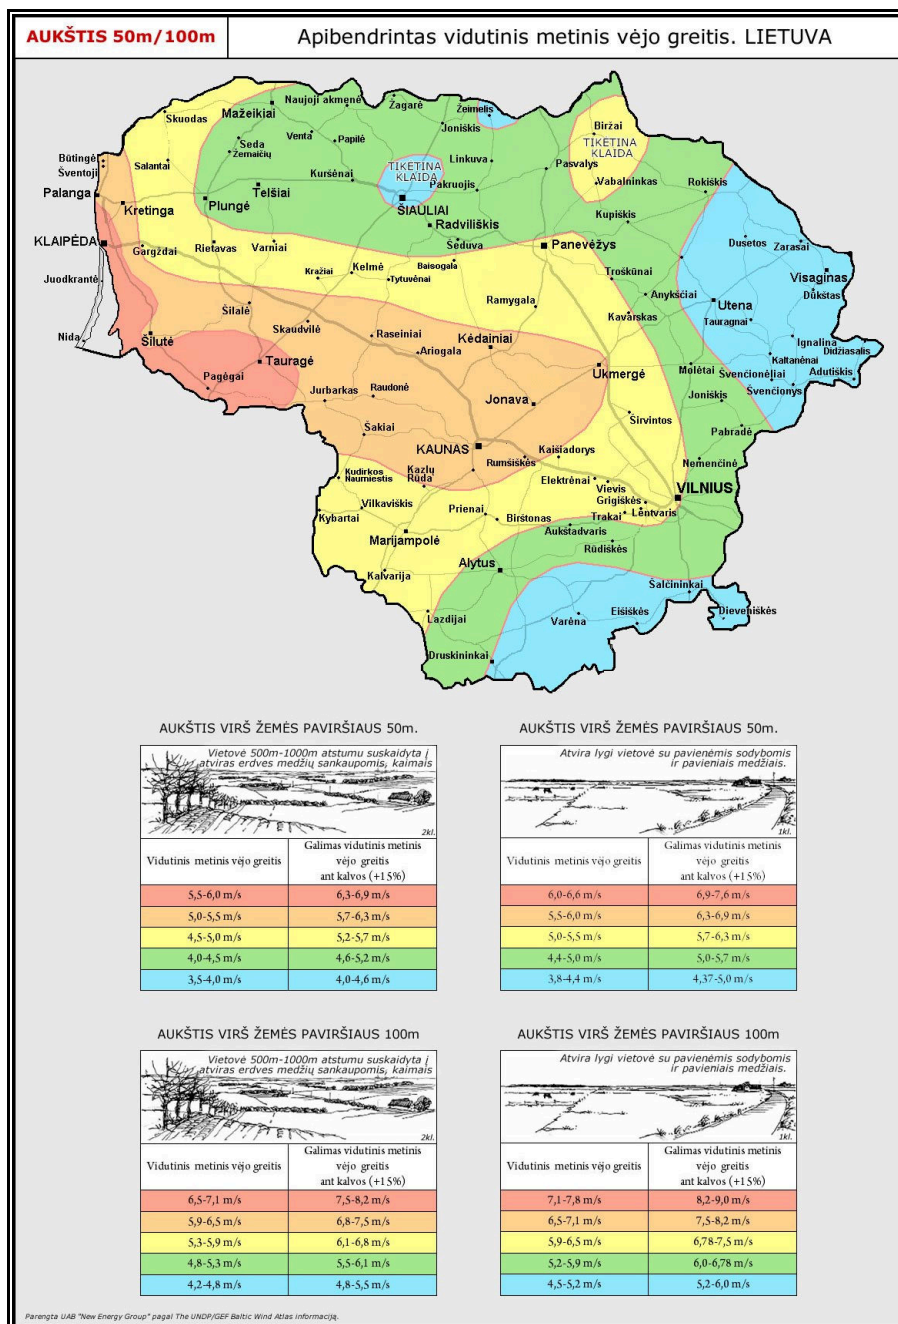 AUKŠTIS 50m/100m
Apibendrintas vidutinis metinis vėjo greitis. LIETUVA
Skuodas
Mažeikiai
Naujoji akmenė
Žagarė
Žeimelis
Joniškis
Biržai
TIKĖTINA
KLAIDA
Seda
Žemaičių
Venta
Papilė
Linkuva
Pasvalys
Būtingė
Šventoji
Salantai
Kuršėnai
TIKĖTINA
KLAIDA
Pakruojis
Vabalninkas
Rokiškis
Palanga
Kretinga
Plungė
Telšiai
ŠIAULIAI
Radviliškis
Kupiškis
KLAIPĖDA
Gargždai
Rietavas
Varniai
Šeduva
Panevėžys
Dusetos
Zarasai
Juodkrantė
Kražiai
Kelmė
Tytuvėnai
Baisogala
Troškūnai
Visaginas
Dūkštas
Šilalė
Skaudvilė
Ramygala
Anykščiai
Utena
Kavarskas
Tauragnai
Nida
Šilutė
Raseiniai
Ariogala
Kėdainiai
Ignalina
Didžiasalis
Kaltanėnai
Tauragė
Ukmergė
Molėtai
Švenčionėliai
Adutiškis
Pagėgai
Jurbarkas
Raudonė
Jonava
Joniškis
Švenčionys
Šakiai
Širvintos
Pabradė
KAUNAS
Rumšiškės
Kaišiadorys
Nemenčinė
Kudirkos
Naumiestis
Kazlų
Rūda
Elektrėnai
Vievis
Grigiškės
VILNIUS
Kybartai
Vilkaviškis
Prienai
Birštonas
Trakai
Lentvaris
Marijampolė
Aukštadvaris
Rūdiškės
Kalvarija
Alytus
Šalčininkai
Lazdijai
Varėna
Eišiškės
Dieveniškės
Druskininkai
AUKŠTIS VIRŠ ŽEMĖS PAVIRŠIAUS 50m.
Vietovė 500m-1000m atstumu suskaidyta į
atviras erdves medžių sankaupomis, kaimais
2kl.
Vidutinis metinis vėjo greitis
Galimas vidutinis metinis
vėjo greitis
ant kalvos (+15%)
5,5-6,0 m/s 6,3-6,9 m/s
5,0-5,5 m/s 5,7-6,3 m/s
4,5-5,0 m/s 5,2-5,7 m/s
4,0-4,5 m/s 4,6-5,2 m/s
3,5-4,0 m/s 4,0-4,6 m/s
AUKŠTIS VIRŠ ŽEMĖS PAVIRŠIAUS 50m.
Atvira lygi vietovė su pavienėmis sodybomis
ir pavieniais medžiais.
1kl.
Vidutinis metinis vėjo greitis
Galimas vidutinis metinis
vėjo greitis
ant kalvos (+15%)
6,0-6,6 m/s 6,9-7,6 m/s
5,5-6,0 m/s 6,3-6,9 m/s
5,0-5,5 m/s 5,7-6,3 m/s
4,4-5,0 m/s 5,0-5,7 m/s
3,8-4,4 m/s 4,37-5,0 m/s
AUKŠTIS VIRŠ ŽEMĖS PAVIRŠIAUS 100m
Vietovė 500m-1000m atstumu suskaidyta į
atviras erdves medžių sankaupomis, kaimais
2kl.
Vidutinis metinis vėjo greitis
Galimas vidutinis metinis
vėjo greitis
ant kalvos (+15%)
6,5-7,1 m/s 7,5-8,2 m/s
5,9-6,5 m/s 6,8-7,5 m/s
5,3-5,9 m/s 6,1-6,8 m/s
4,8-5,3 m/s 5,5-6,1 m/s
4,2-4,8 m/s 4,8-5,5 m/s
AUKŠTIS VIRŠ ŽEMĖS PAVIRŠIAUS 100m
Atvira lygi vietovė su pavienėmis sodybomis
ir pavieniais medžiais.
1kl.
Vidutinis metinis vėjo greitis
Galimas vidutinis metinis
vėjo greitis
ant kalvos (+15%)
7,1-7,8 m/s 8,2-9,0 m/s
6,5-7,1 m/s 7,5-8,2 m/s
5,9-6,5 m/s 6,78-7,5 m/s
5,2-5,9 m/s 6,0-6,78 m/s
4,5-5,2 m/s 5,2-6,0 m/s
Parengta UAB "New Energy Group" pagal The UNDP/GEF Baltic Wind Atlas informaciją.